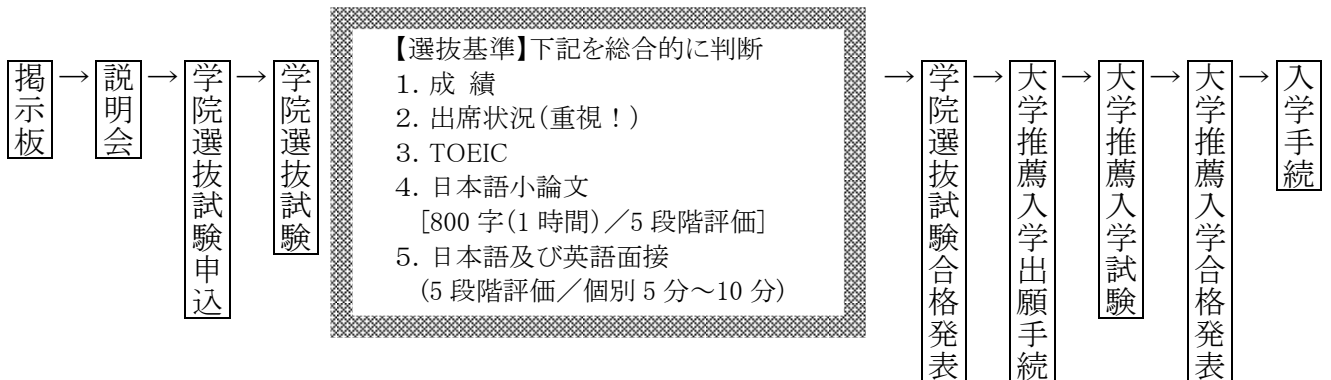 掲示板
→
説明会
→
学院選抜試験申込
→
学院選抜試験
【選抜基準】下記を総合的に判断
1. 成 績
2. 出席状況(重視！)
3. TOEIC
4. 日本語小論文
[800 字(1 時間)／5 段階評価]
5. 日本語及び英語面接
(5 段階評価／個別 5 分～10 分)
→
学院選抜試験合格発表
→
大学推薦入学出願手続
→
大学推薦入学試験
→
大学推薦入学合格発表
→
入学手続